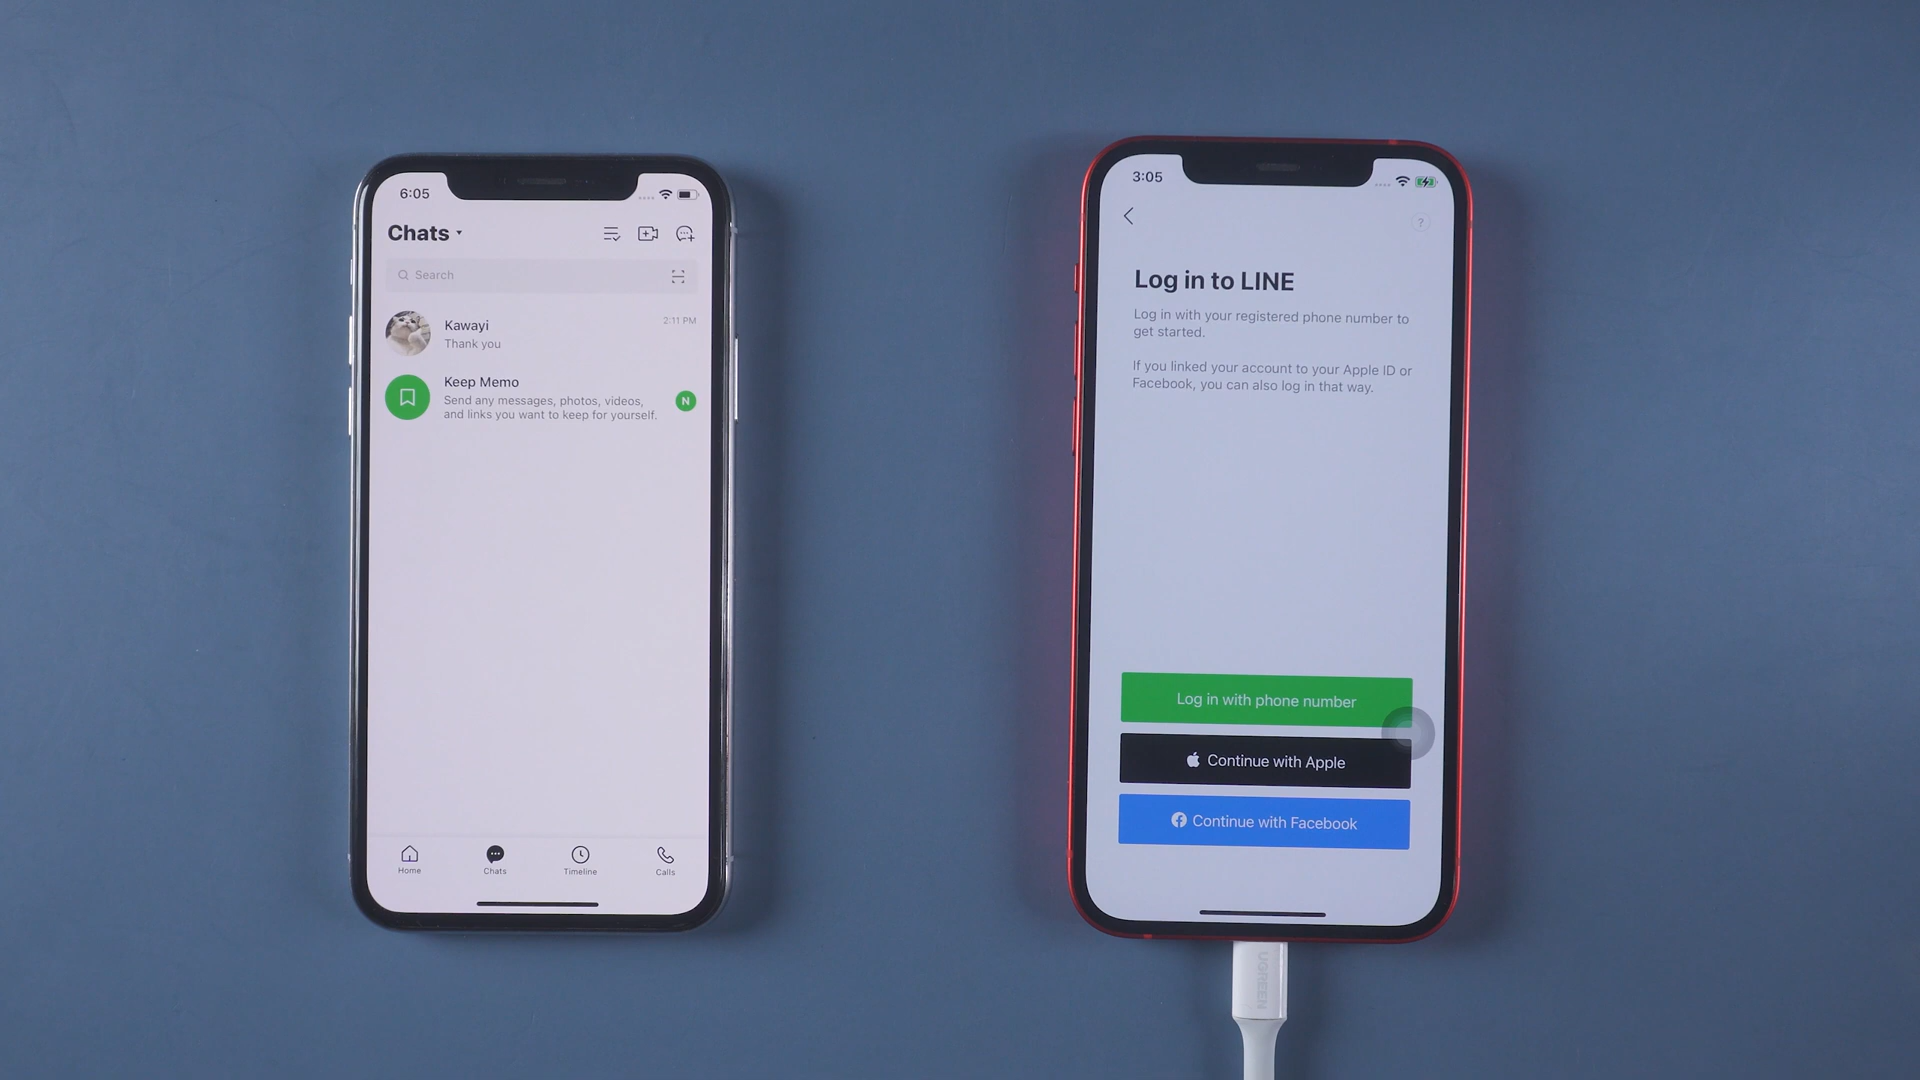 6:05
Chats
Search
Kawayi
2:11 PM
Thank you
Keep Memo
Send any messages, photos, videos,
and links you want to keep for yourself.
N
Home
Chats
Timeline
Calls
3:05
?
Log in to LINE
Log in with your registered phone number to
get started.
If you linked your account to your Apple ID or
Facebook, you can also log in that way.
Log in with phone number
Continue with Apple
Continue with Facebook
UGREEN